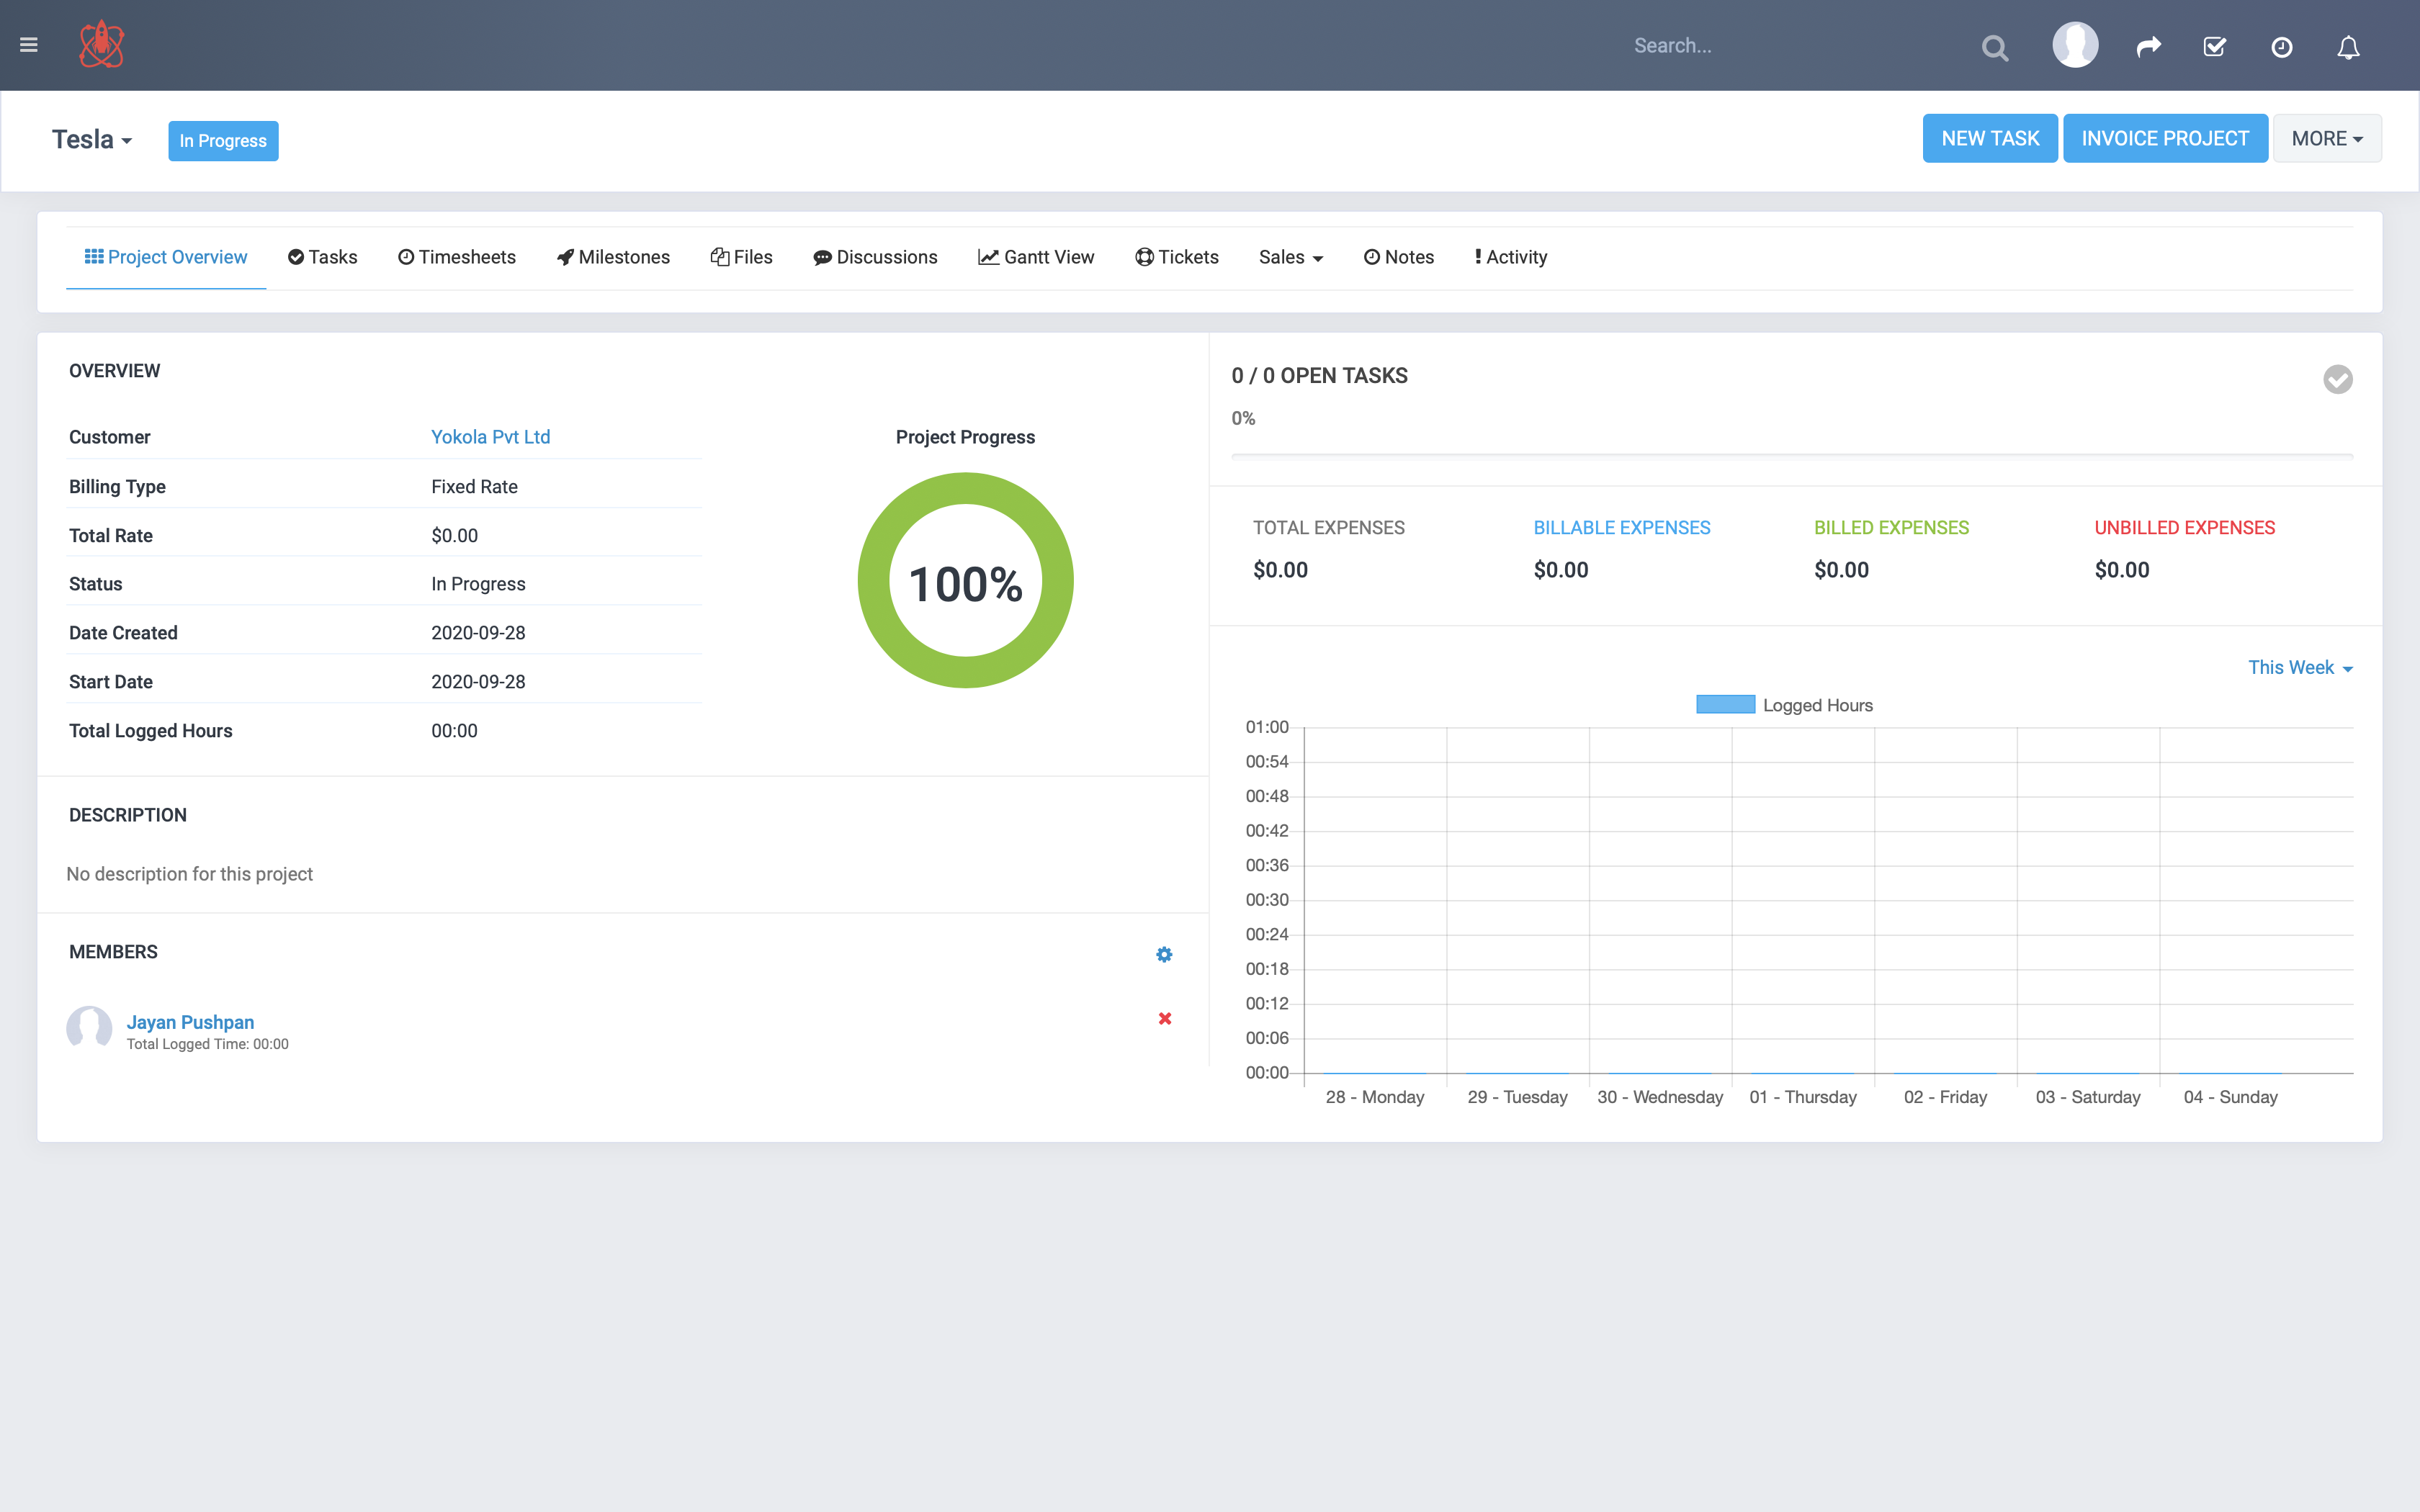 Search...
Tesla
In Progress
NEW TASK
INVOICE PROJECT
MORE
Project Overview
Tasks
Timesheets
Milestones
Files
Discussions
Gantt View
Tickets
Sales
Notes
Activity
OVERVIEW
Customer Yokola Pvt Ltd
Billing Type Fixed Rate
Total Rate $0.00
Status In Progress
Date Created 2020-09-28
Start Date 2020-09-28
Total Logged Hours 00:00
Project Progress
100%
DESCRIPTION
No description for this project
MEMBERS
Jayan Pushpan
Total Logged Time: 00:00
0 / 0 OPEN TASKS
0%
TOTAL EXPENSES
$0.00
BILLABLE EXPENSES
$0.00
BILLED EXPENSES
$0.00
UNBILLED EXPENSES
$0.00
This Week
Logged Hours
01:00
00:54
00:48
00:42
00:36
00:30
00:24
00:18
00:12
00:06
00:00
28 - Monday
29 - Tuesday
30 - Wednesday
01 - Thursday
02 - Friday
03 - Saturday
04 - Sunday